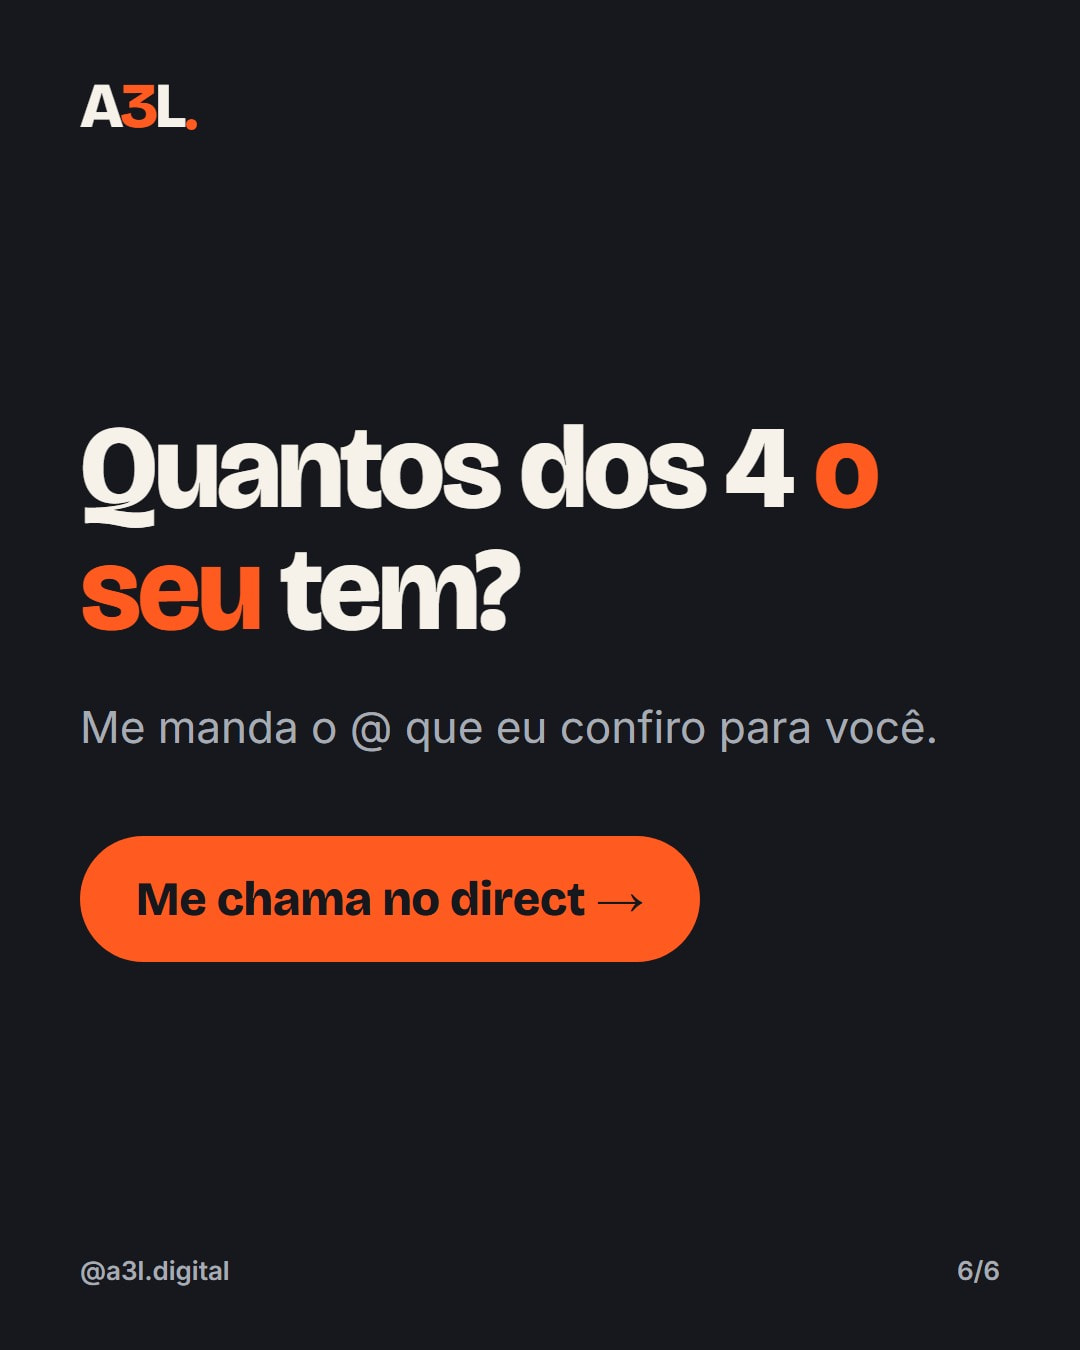 A3L.
Quantos dos 4 o
seu tem?
Me manda o @ que eu confiro para você.
Me chama no direct →
@a3l.digital
6/6